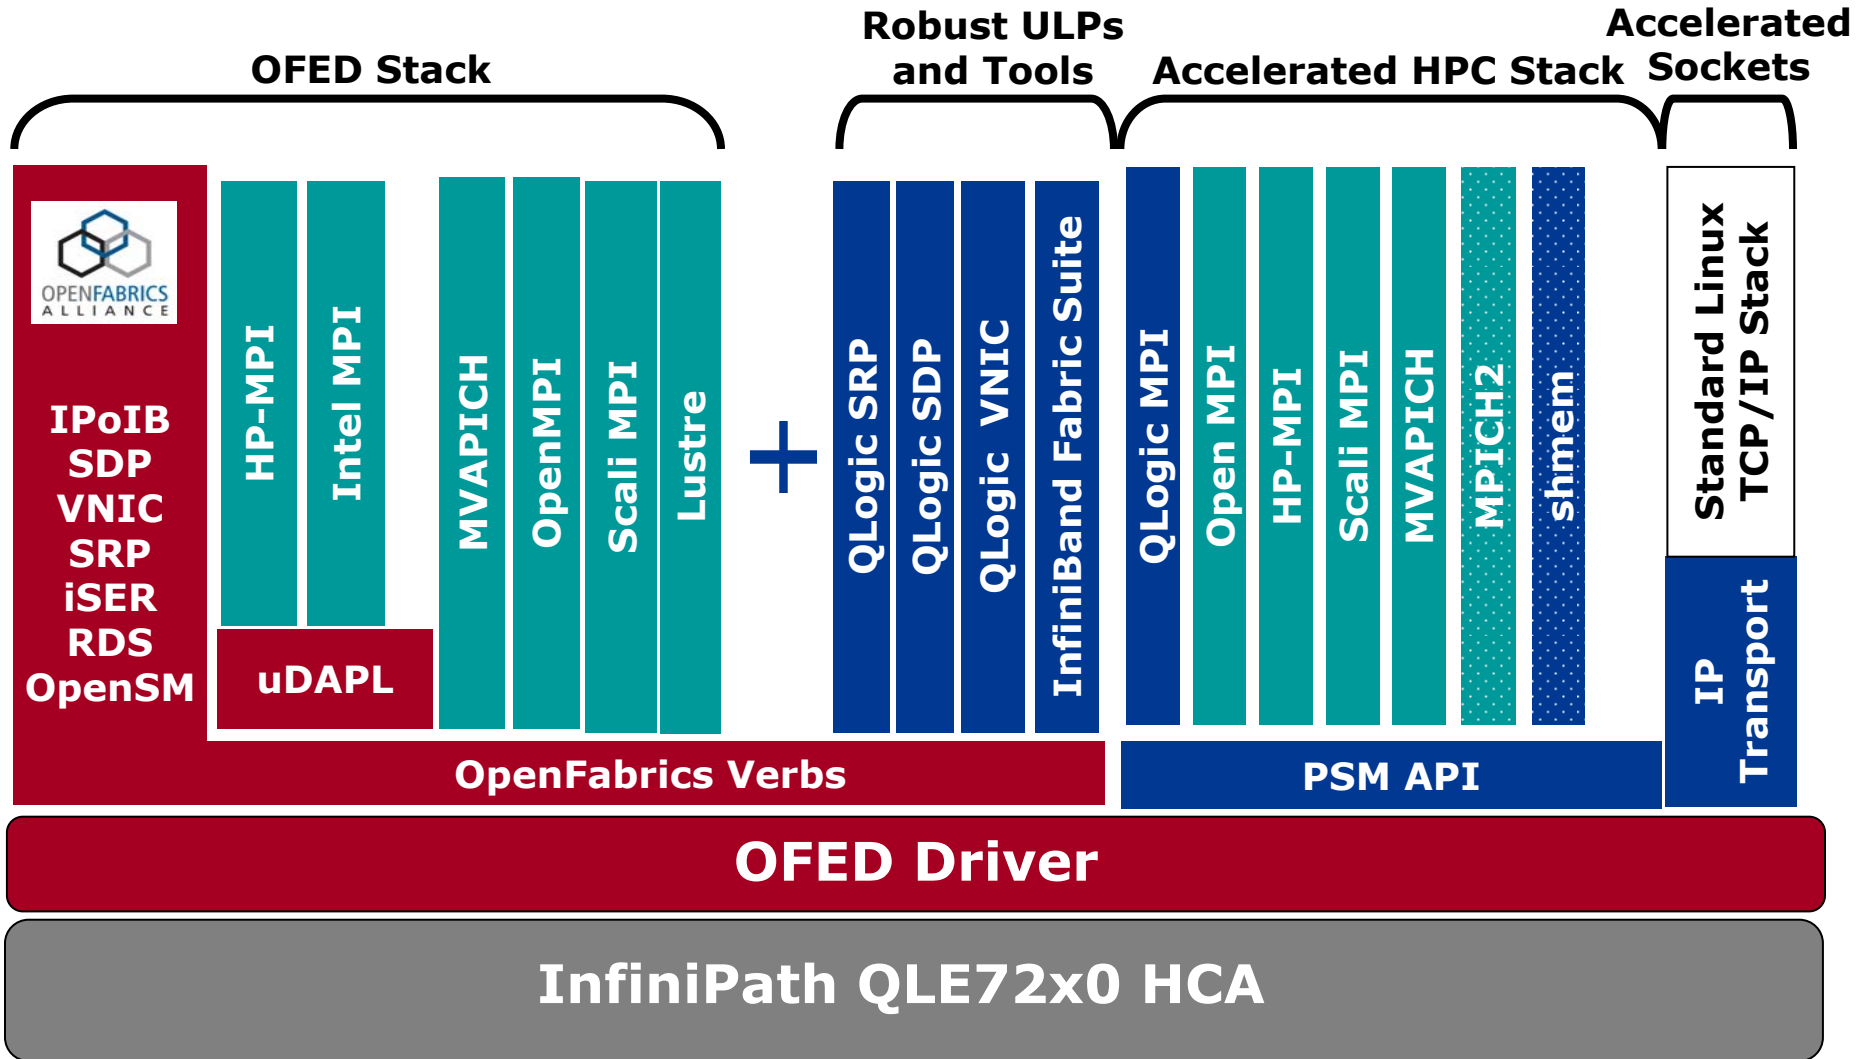 OFED Stack
Robust ULPs
and Tools
Accelerated HPC Stack
Accelerated
Sockets
OPENFABRICS
ALLIANCE
IPoIB
SDP
VNIC
SRP
iSER
RDS
OpenSM
HP-MPI
Intel MPI
uDAPL
MVAPICH
OpenMPI
Scali MPI
Lustre
+
QLogic SRP
QLogic SDP
QLogic VNIC
InfiniBand Fabric Suite
QLogic MPI
Open MPI
HP-MPI
Scali MPI
MVAPICH
MPICH2
shmem
Standard Linux
TCP/IP Stack
IP
Transport
OpenFabrics Verbs
PSM API
OFED Driver
InfiniPath QLE72x0 HCA